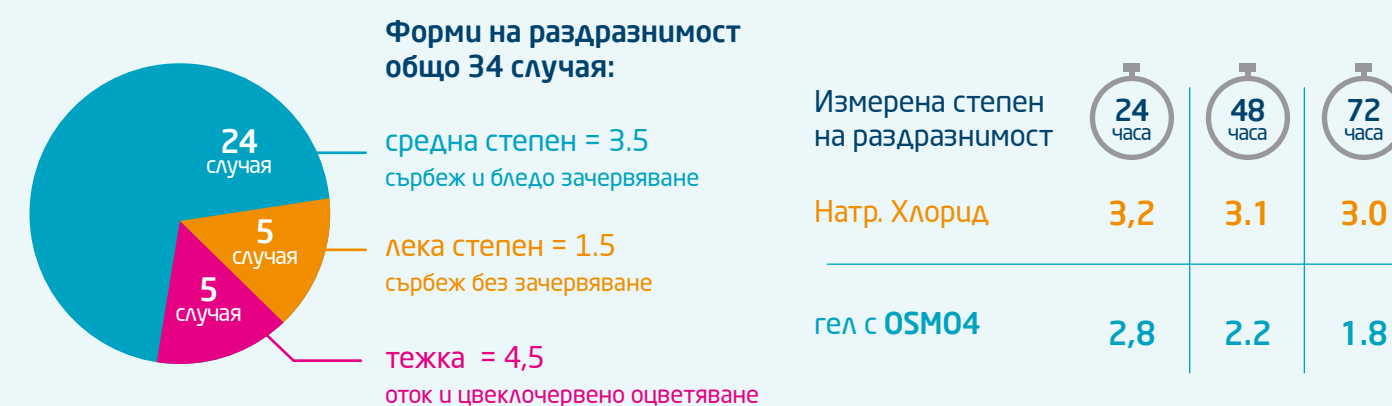 Форми на раздразнимост
общо 34 случая:
24
случая
средна степен = 3.5
сърбеж и бледо зачервяване
5
случая
лека степен = 1.5
сърбеж без зачервяване
5
случая
тежка = 4,5
оток и цвеклочервено оцветяване
Измерена степен
на раздразнимост
24
часа
48
часа
72
часа
Натр. Хлорид 3,2 3.1 3.0
гел с OSMO4 2,8 2.2 1.8